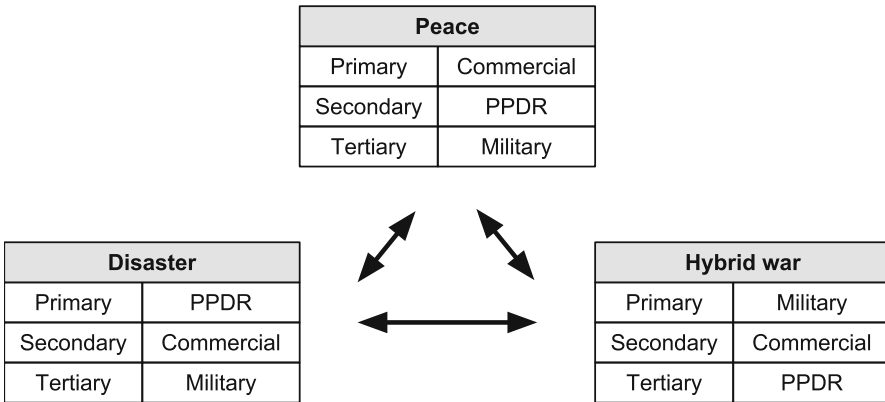 Peace
Primary Commercial
Secondary PPDR
Tertiary Military
Disaster
Primary PPDR
Secondary Commercial
Tertiary Military
Hybrid war
Primary Military
Secondary Commercial
Tertiary PPDR